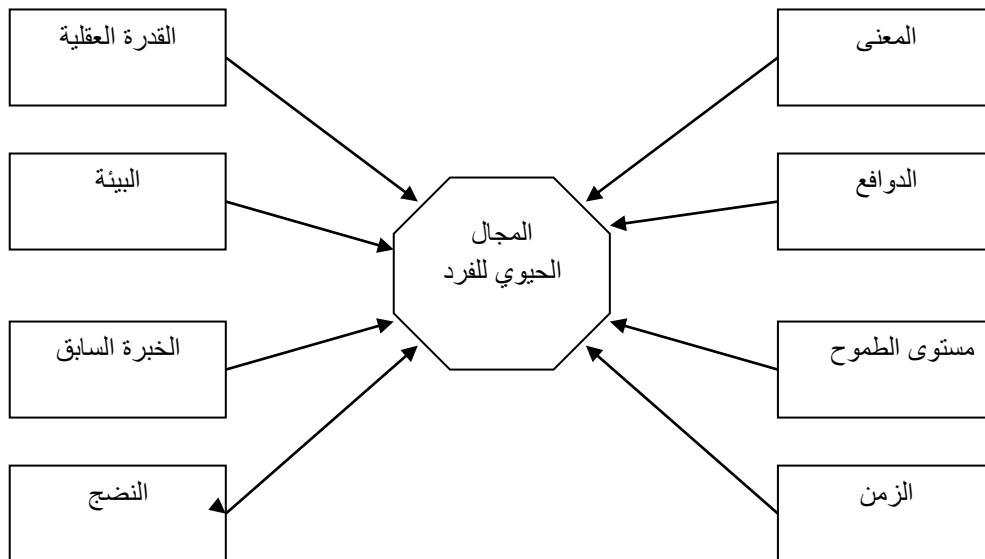 المعنى
القدرة العقلية
الدوافع
البيئة
المجال
الحيوي للفرد
مستوى الطموح
الخبرة السابق
الزمن
النضج